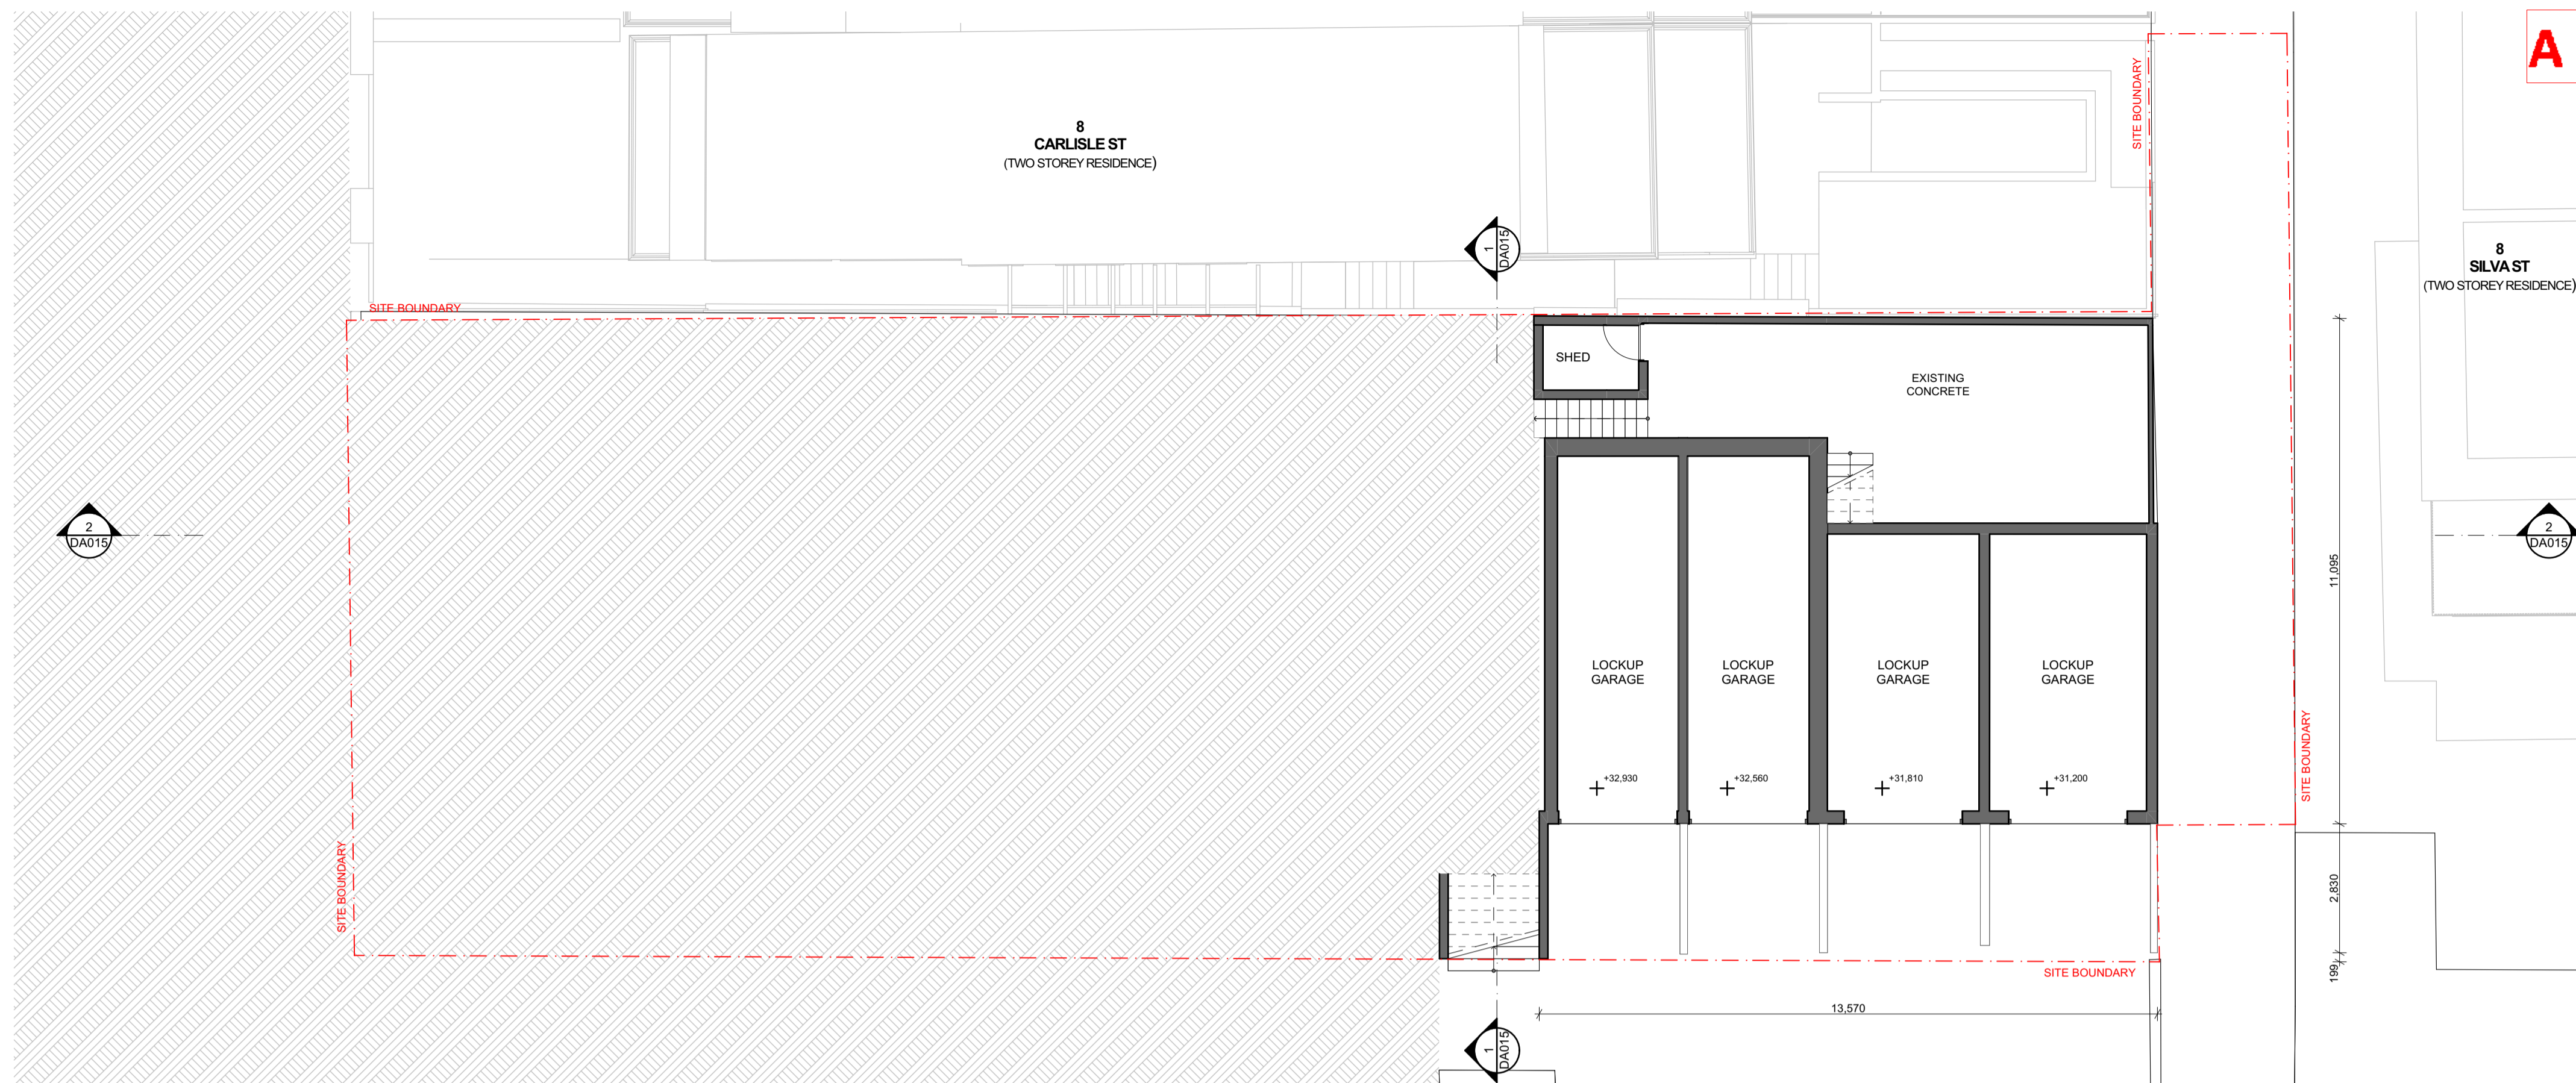 A
8
CARLISLE ST
(TWO STOREY RESIDENCE)
SITE BOUNDARY
1
DA015
8
SILVA ST
(TWO STOREY RESIDENCE)
SITE BOUNDARY
SHED
EXISTING
CONCRETE
2
DA015
2
DA015
11,095
LOCKUP
GARAGE
LOCKUP
GARAGE
LOCKUP
GARAGE
LOCKUP
GARAGE
SITE BOUNDARY
+32,930
+32,560
+31,810
+31,200
SITE BOUNDARY
2,830
SITE BOUNDARY
199
13,570
1
DA015